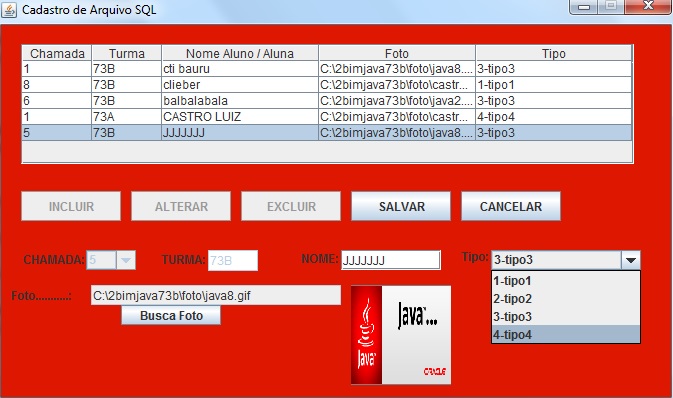 Cadastro de Arquivo SQL
Chamada Turma Nome Aluno / Aluna Foto Tipo
1 73B cti bauru C:\2bimjava73b\foto\java8.... 3-tipo3
8 73B clieber C:\2bimjava73b\foto\castr... 1-tipo1
6 73B balbalabala C:\2bimjava73b\foto\java2.... 3-tipo3
1 73A CASTRO LUIZ C:\2bimjava73b\foto\castr... 4-tipo4
5 73B JJJJJJJ C:\2bimjava73b\foto\java8.... 3-tipo3
INCLUIR ALTERAR EXCLUIR SALVAR CANCELAR
CHAMADA: 5 TURMA: 73B NOME: JJJJJJJ Tipo: 3-tipo3
1-tipo1
2-tipo2
3-tipo3
4-tipo4
Foto..........: C:\2bimjava73b\foto\java8.gif
Busca Foto
Java™...
Java™
ORACLE